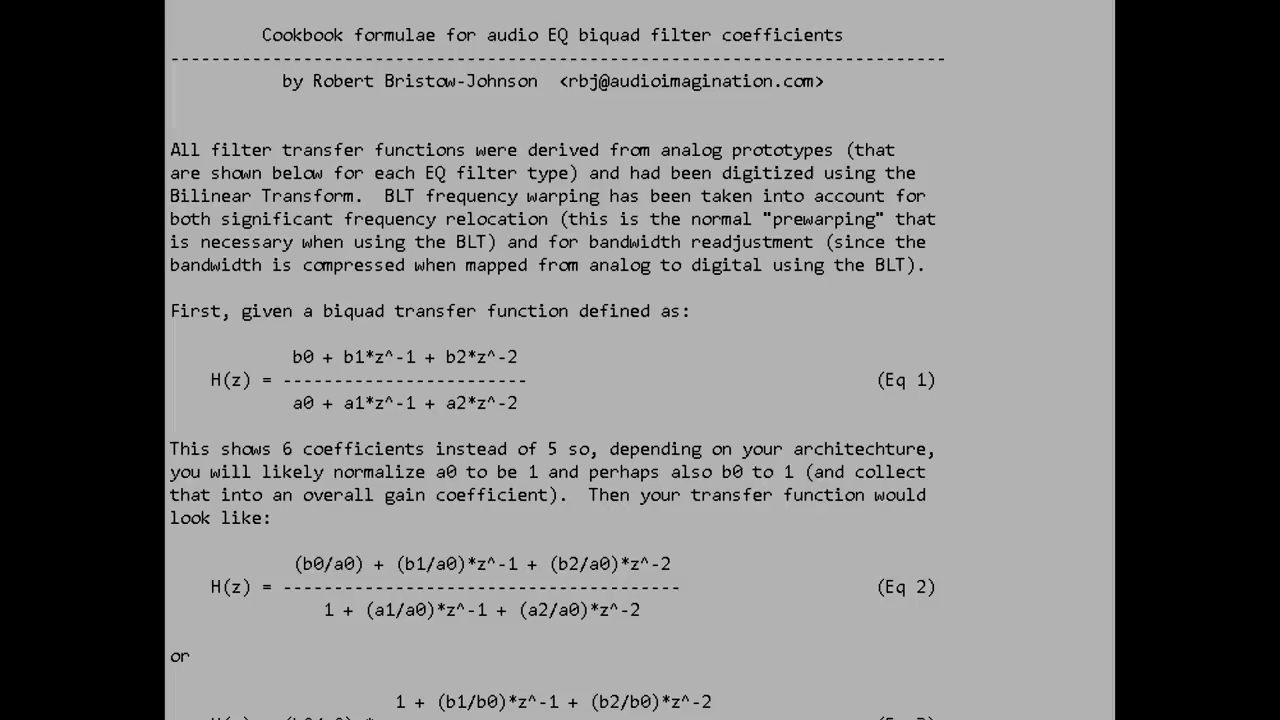 Cookbook formulae for audio EQ biquad filter coefficients
----------------------------------------------------------------------------
by Robert Bristow-Johnson  <rbj@audioimagination.com>
All filter transfer functions were derived from analog prototypes (that
are shown below for each EQ filter type) and had been digitized using the
Bilinear Transform.  BLT frequency warping has been taken into account for
both significant frequency relocation (this is the normal "prewarping" that
is necessary when using the BLT) and for bandwidth readjustment (since the
bandwidth is compressed when mapped from analog to digital using the BLT).
First, given a biquad transfer function defined as:
b0 + b1*z^-1 + b2*z^-2
H(z) = ------------------------                                  (Eq 1)
a0 + a1*z^-1 + a2*z^-2
This shows 6 coefficients instead of 5 so, depending on your architechture,
you will likely normalize a0 to be 1 and perhaps also b0 to 1 (and collect
that into an overall gain coefficient).  Then your transfer function would
look like:
(b0/a0) + (b1/a0)*z^-1 + (b2/a0)*z^-2
H(z) = ---------------------------------------                   (Eq 2)
1 + (a1/a0)*z^-1 + (a2/a0)*z^-2
or
1 + (b1/b0)*z^-1 + (b2/b0)*z^-2